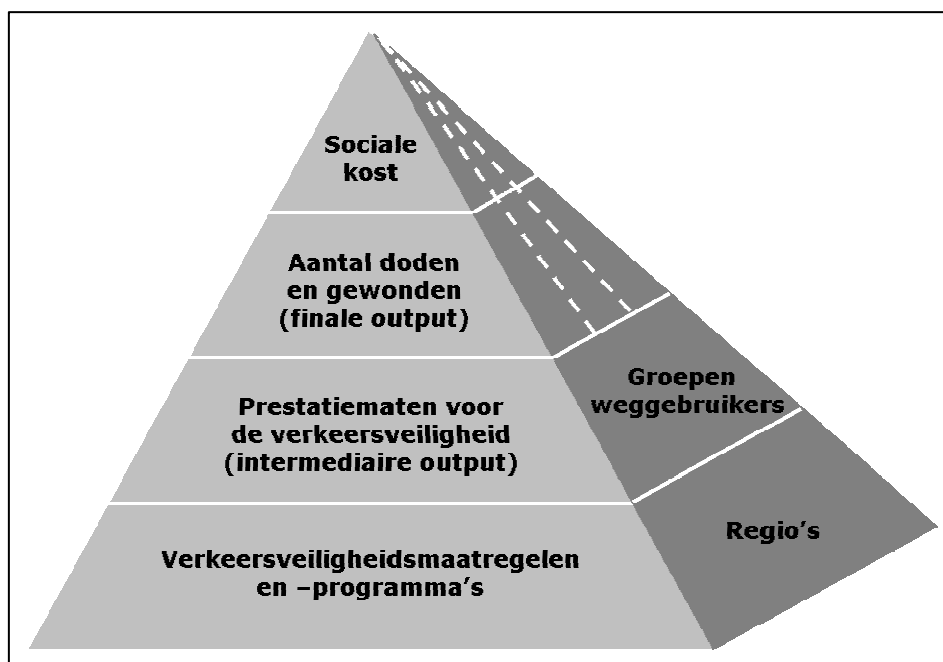 Sociale
kost
Aantal doden
en gewonden
(finale output)
Prestatiematen voor
de verkeersveiligheid
(intermediaire output)
Verkeersveiligheidsmaatregelen
en –programma's
Groepen
weggebruikers
Regio's